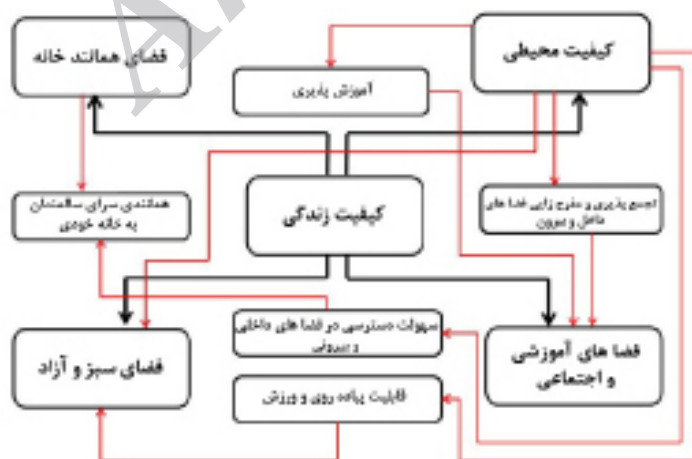 کیفیت محیطی
فضای همانند خانه
آموزش پذیری
همانندی سرای سالمندان
به خانه خودی
کیفیت زندگی
تجمع پذیری و مفرح زایی فضا های
داخل و بیرون
سهولت دسترسی در فضا های داخلی
و بیرونی
فضای سبز و آزاد
فضا های آموزشی
و اجتماعی
قابلیت پیاده روی و ورزش